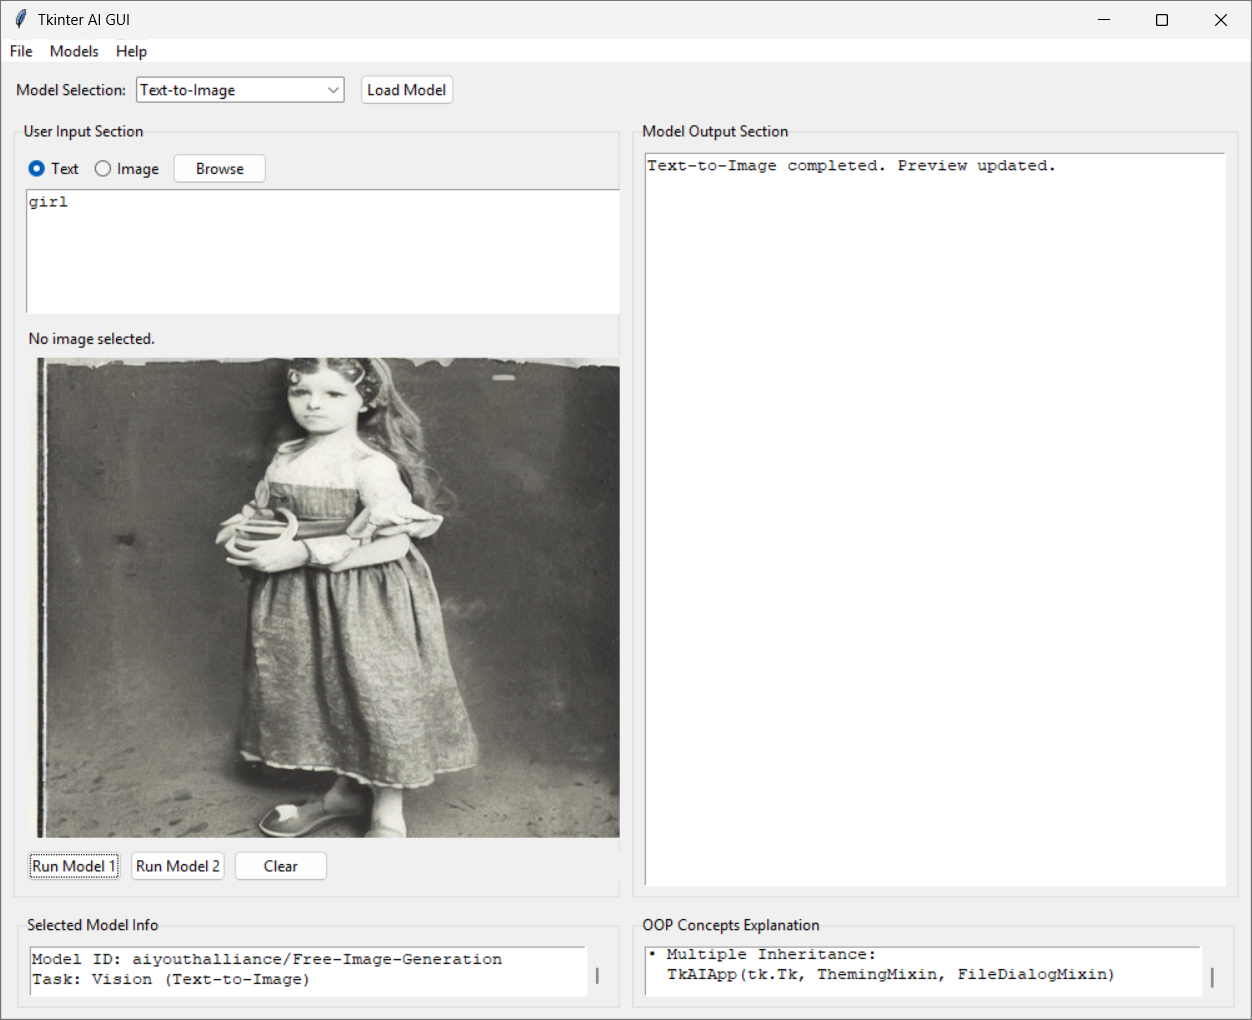 Tkinter AI GUI
File Models Help
Model Selection: Text-to-Image Load Model
User Input Section
Text Image Browse
girl
No image selected.
Run Model 1 Run Model 2 Clear
Model Output Section
Text-to-Image completed. Preview updated.
Selected Model Info
Model ID: aiyouthalliance/Free-Image-Generation
Task: Vision (Text-to-Image)
OOP Concepts Explanation
• Multiple Inheritance:
TkAIApp(tk.Tk, ThemingMixin, FileDialogMixin)